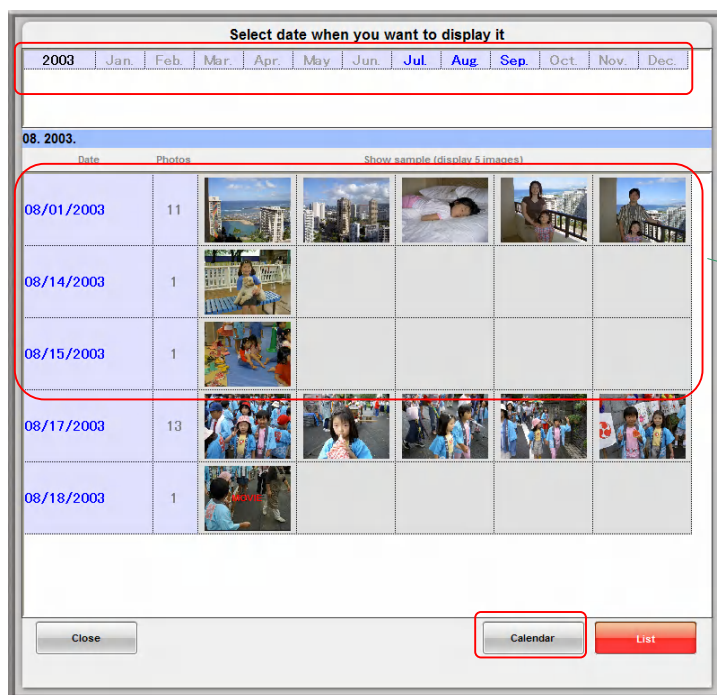 Select date when you want to display it
2003 Jan. Feb. Mar. Apr. May Jun. Jul. Aug. Sep. Oct. Nov. Dec.
08. 2003.
Date Photos Show sample (display 5 images)
08/01/2003 11
08/14/2003 1
08/15/2003 1
08/17/2003 13
08/18/2003 1 MOVIE
Close Calendar List